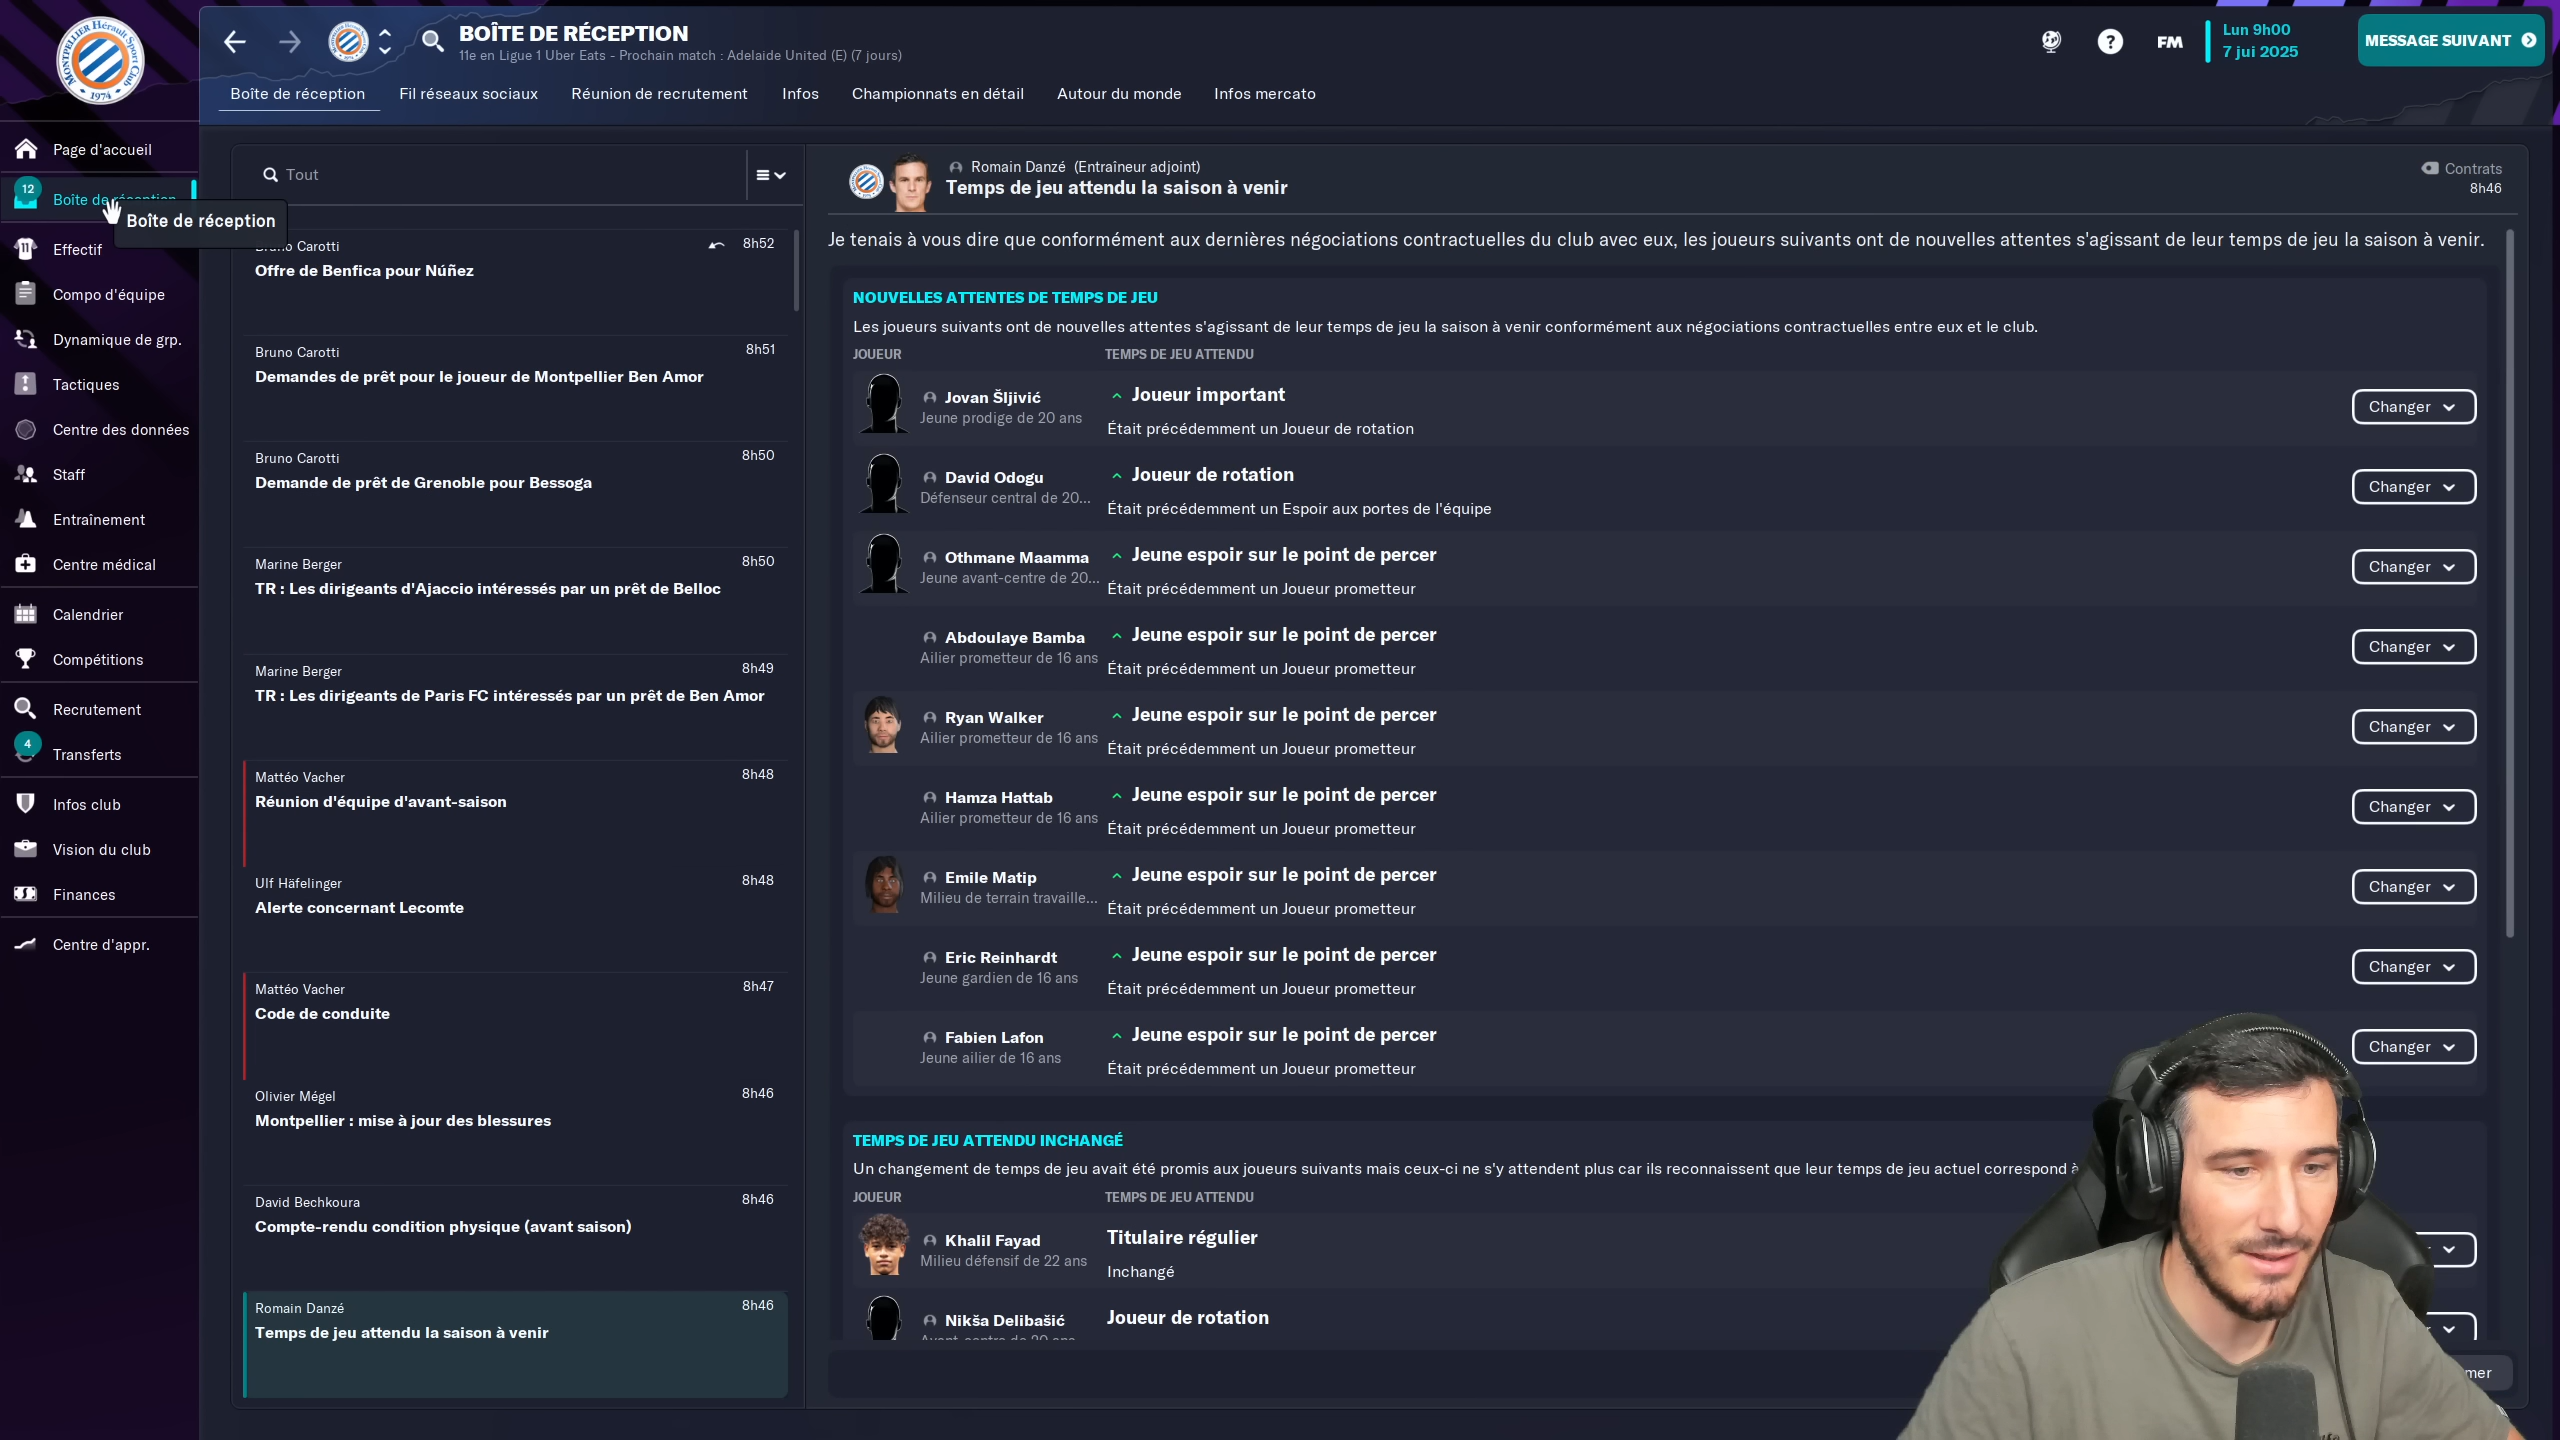 MONTPELLIER Hérault Sport Club
1974
BOÎTE DE RÉCEPTION
11e en Ligue 1 Uber Eats - Prochain match : Adelaide United (E) (7 jours)
FM
Lun 9h00
7 jui 2025
MESSAGE SUIVANT
Boîte de réception
Fil réseaux sociaux
Réunion de recrutement
Infos
Championnats en détail
Autour du monde
Infos mercato
Page d'accueil
12
Boîte de réception
Boîte de réception
Effectif
Compo d'équipe
Dynamique de grp.
Tactiques
Centre des données
Staff
Entraînement
Centre médical
Calendrier
Compétitions
Recrutement
4
Transferts
Infos club
Vision du club
Finances
Centre d'appr.
Tout
Bruno Carotti
8h52
Offre de Benfica pour Núñez
Bruno Carotti
8h51
Demandes de prêt pour le joueur de Montpellier Ben Amor
Bruno Carotti
8h50
Demande de prêt de Grenoble pour Bessoga
Marine Berger
8h50
TR : Les dirigeants d'Ajaccio intéressés par un prêt de Belloc
Marine Berger
8h49
TR : Les dirigeants de Paris FC intéressés par un prêt de Ben Amor
Mattéo Vacher
8h48
Réunion d'équipe d'avant-saison
Ulf Häfelinger
8h48
Alerte concernant Lecomte
Mattéo Vacher
8h47
Code de conduite
Olivier Mégel
8h46
Montpellier : mise à jour des blessures
David Bechkoura
8h46
Compte-rendu condition physique (avant saison)
Romain Danzé
8h46
Temps de jeu attendu la saison à venir
Romain Danzé (Entraîneur adjoint)
Temps de jeu attendu la saison à venir
Contrats
8h46
Je tenais à vous dire que conformément aux dernières négociations contractuelles du club avec eux, les joueurs suivants ont de nouvelles attentes s'agissant de leur temps de jeu la saison à venir.
NOUVELLES ATTENTES DE TEMPS DE JEU
Les joueurs suivants ont de nouvelles attentes s'agissant de leur temps de jeu la saison à venir conformément aux négociations contractuelles entre eux et le club.
JOUEUR
TEMPS DE JEU ATTENDU
Jovan Šljivić
Jeune prodige de 20 ans
Joueur important
Était précédemment un Joueur de rotation
Changer
David Odogu
Défenseur central de 20...
Joueur de rotation
Était précédemment un Espoir aux portes de l'équipe
Changer
Othmane Maamma
Jeune avant-centre de 20...
Jeune espoir sur le point de percer
Était précédemment un Joueur prometteur
Changer
Abdoulaye Bamba
Ailier prometteur de 16 ans
Jeune espoir sur le point de percer
Était précédemment un Joueur prometteur
Changer
Ryan Walker
Ailier prometteur de 16 ans
Jeune espoir sur le point de percer
Était précédemment un Joueur prometteur
Changer
Hamza Hattab
Ailier prometteur de 16 ans
Jeune espoir sur le point de percer
Était précédemment un Joueur prometteur
Changer
Emile Matip
Milieu de terrain travaille...
Jeune espoir sur le point de percer
Était précédemment un Joueur prometteur
Changer
Eric Reinhardt
Jeune gardien de 16 ans
Jeune espoir sur le point de percer
Était précédemment un Joueur prometteur
Changer
Fabien Lafon
Jeune ailier de 16 ans
Jeune espoir sur le point de percer
Était précédemment un Joueur prometteur
Changer
TEMPS DE JEU ATTENDU INCHANGÉ
Un changement de temps de jeu avait été promis aux joueurs suivants mais ceux-ci ne s'y attendent plus car ils reconnaissent que leur temps de jeu actuel correspond à
JOUEUR
TEMPS DE JEU ATTENDU
Khalil Fayad
Milieu défensif de 22 ans
Titulaire régulier
Inchangé
Nikša Delibašić
Avant-centre de 20 ans
Joueur de rotation
mer